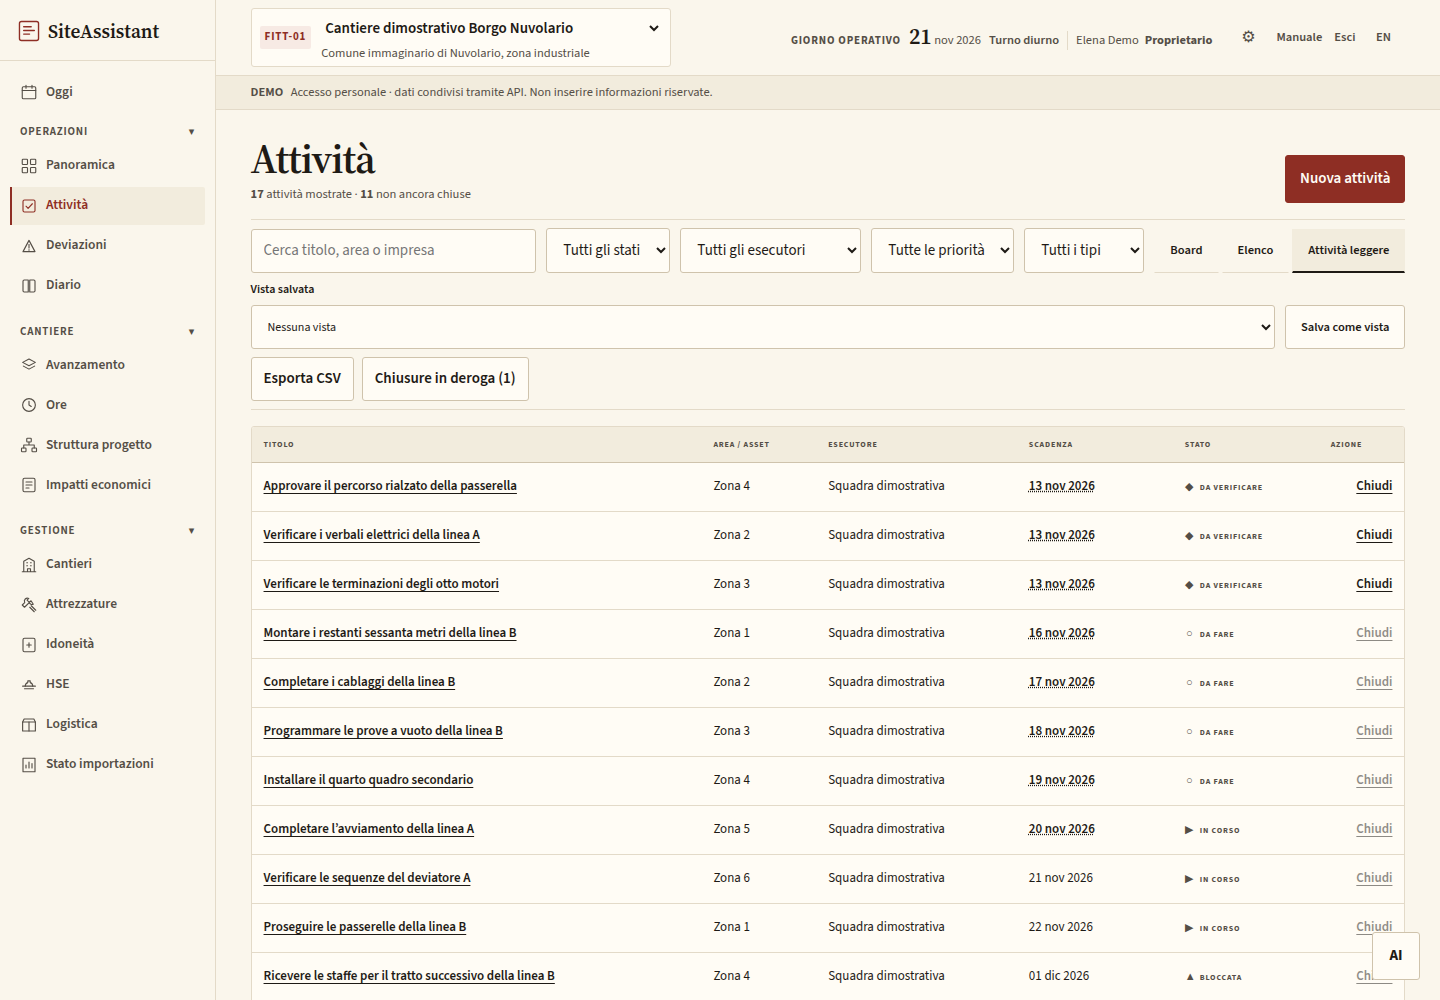 SiteAssistant
Oggi
OPERAZIONI
Panoramica
Attività
Deviazioni
Diario
CANTIERE
Avanzamento
Ore
Struttura progetto
Impatti economici
GESTIONE
Cantieri
Attrezzature
Idoneità
HSE
Logistica
Stato importazioni
FITT-01 Cantiere dimostrativo Borgo Nuvolario
Comune immaginario di Nuvolario, zona industriale
GIORNO OPERATIVO 21 nov 2026 Turno diurno Elena Demo Proprietario Manuale Esci EN
DEMO Accesso personale · dati condivisi tramite API. Non inserire informazioni riservate.
Attività
17 attività mostrate · 11 non ancora chiuse
Nuova attività
Cerca titolo, area o impresa Tutti gli stati Tutti gli esecutori Tutte le priorità Tutti i tipi Board Elenco Attività leggere
Vista salvata
Nessuna vista Salva come vista
Esporta CSV Chiusure in deroga (1)
TITOLO AREA / ASSET ESECUTORE SCADENZA STATO AZIONE
Approvare il percorso rialzato della passerella Zona 4 Squadra dimostrativa 13 nov 2026 ◆ DA VERIFICARE Chiudi
Verificare i verbali elettrici della linea A Zona 2 Squadra dimostrativa 13 nov 2026 ◆ DA VERIFICARE Chiudi
Verificare le terminazioni degli otto motori Zona 3 Squadra dimostrativa 13 nov 2026 ◆ DA VERIFICARE Chiudi
Montare i restanti sessanta metri della linea B Zona 1 Squadra dimostrativa 16 nov 2026 ○ DA FARE Chiudi
Completare i cablaggi della linea B Zona 2 Squadra dimostrativa 17 nov 2026 ○ DA FARE Chiudi
Programmare le prove a vuoto della linea B Zona 3 Squadra dimostrativa 18 nov 2026 ○ DA FARE Chiudi
Installare il quarto quadro secondario Zona 4 Squadra dimostrativa 19 nov 2026 ○ DA FARE Chiudi
Completare l'avviamento della linea A Zona 5 Squadra dimostrativa 20 nov 2026 ▶ IN CORSO Chiudi
Verificare le sequenze del deviatore A Zona 6 Squadra dimostrativa 21 nov 2026 ▶ IN CORSO Chiudi
Proseguire le passerelle della linea B Zona 1 Squadra dimostrativa 22 nov 2026 ▶ IN CORSO Chiudi
Ricevere le staffe per il tratto successivo della linea B Zona 4 Squadra dimostrativa 01 dic 2026 ▲ BLOCCATA
AI